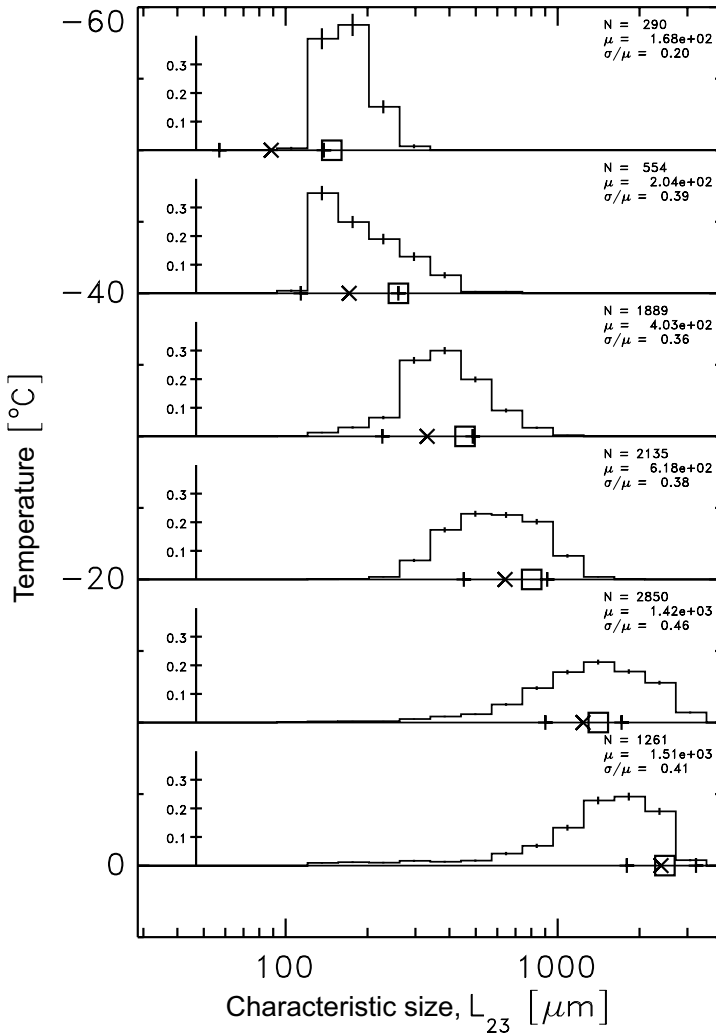 −60
N = 290
μ = 1.68e+02
σ/μ = 0.20
0.3
0.2
0.1
N = 554
μ = 2.04e+02
σ/μ = 0.39
0.3
0.2
0.1
−40
N = 1889
μ = 4.03e+02
σ/μ = 0.36
0.3
0.2
0.1
N = 2135
μ = 6.18e+02
σ/μ = 0.38
0.3
0.2
0.1
−20
N = 2850
μ = 1.42e+03
σ/μ = 0.46
0.3
0.2
0.1
N = 1261
μ = 1.51e+03
σ/μ = 0.41
0.3
0.2
0.1
0
Temperature [°C]
100 1000
Characteristic size, L₂₃ [μm]